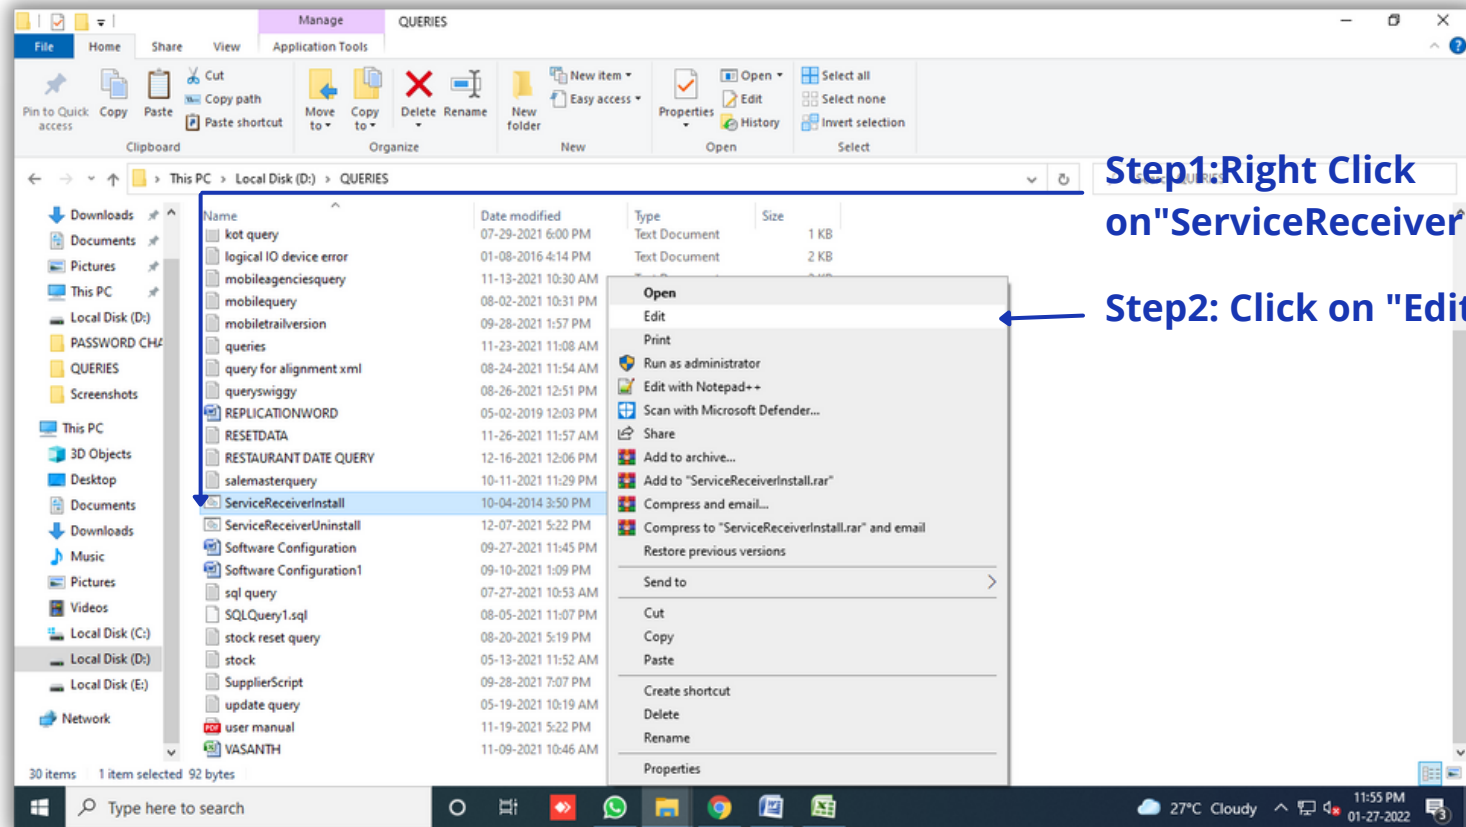 Manage
QUERIES
File
Home
Share
View
Application Tools
Pin to Quick
access
Copy
Paste
Cut
Copy path
Paste shortcut
Move
to
Copy
to
Delete
Rename
New
folder
New item
Easy access
Properties
Open
Edit
History
Select all
Select none
Invert selection
Clipboard
Organize
New
Open
Select
This PC > Local Disk (D:) > QUERIES
Step1:Right Click
on"ServiceReceiver
Step2: Click on "Edit
Downloads
Documents
Pictures
This PC
Local Disk (D:)
PASSWORD CHA
QUERIES
Screenshots
This PC
3D Objects
Desktop
Documents
Downloads
Music
Pictures
Videos
Local Disk (C:)
Local Disk (D:)
Local Disk (E:)
Network
Name Date modified Type Size
kot query 07-29-2021 6:00 PM Text Document 1 KB
logical IO device error 01-08-2016 4:14 PM Text Document 2 KB
mobileagenciesquery 11-13-2021 10:30 AM
mobilequery 08-02-2021 10:31 PM
mobiletrailversion 09-28-2021 1:57 PM
queries 11-23-2021 11:08 AM
query for alignment xml 08-24-2021 11:54 AM
queryswiggy 08-26-2021 12:51 PM
REPLICATIONWORD 05-02-2019 12:03 PM
RESETDATA 11-26-2021 11:57 AM
RESTAURANT DATE QUERY 12-16-2021 12:06 PM
salemasterquery 10-11-2021 11:29 PM
ServiceReceiverInstall 10-04-2014 3:50 PM
ServiceReceiverUninstall 12-07-2021 5:22 PM
Software Configuration 09-27-2021 11:45 PM
Software Configuration1 09-10-2021 1:09 PM
sql query 07-27-2021 10:53 AM
SQLQuery1.sql 08-05-2021 11:07 PM
stock reset query 08-20-2021 5:19 PM
stock 05-13-2021 11:52 AM
SupplierScript 09-28-2021 7:07 PM
update query 05-19-2021 10:19 AM
user manual 11-19-2021 5:22 PM
VASANTH 11-09-2021 10:46 AM
Open
Edit
Print
Run as administrator
Edit with Notepad++
Scan with Microsoft Defender...
Share
Add to archive...
Add to "ServiceReceiverInstall.rar"
Compress and email...
Compress to "ServiceReceiverInstall.rar" and email
Restore previous versions
Send to
Cut
Copy
Paste
Create shortcut
Delete
Rename
Properties
30 items 1 item selected 92 bytes
Type here to search
27°C Cloudy
11:55 PM
01-27-2022
3